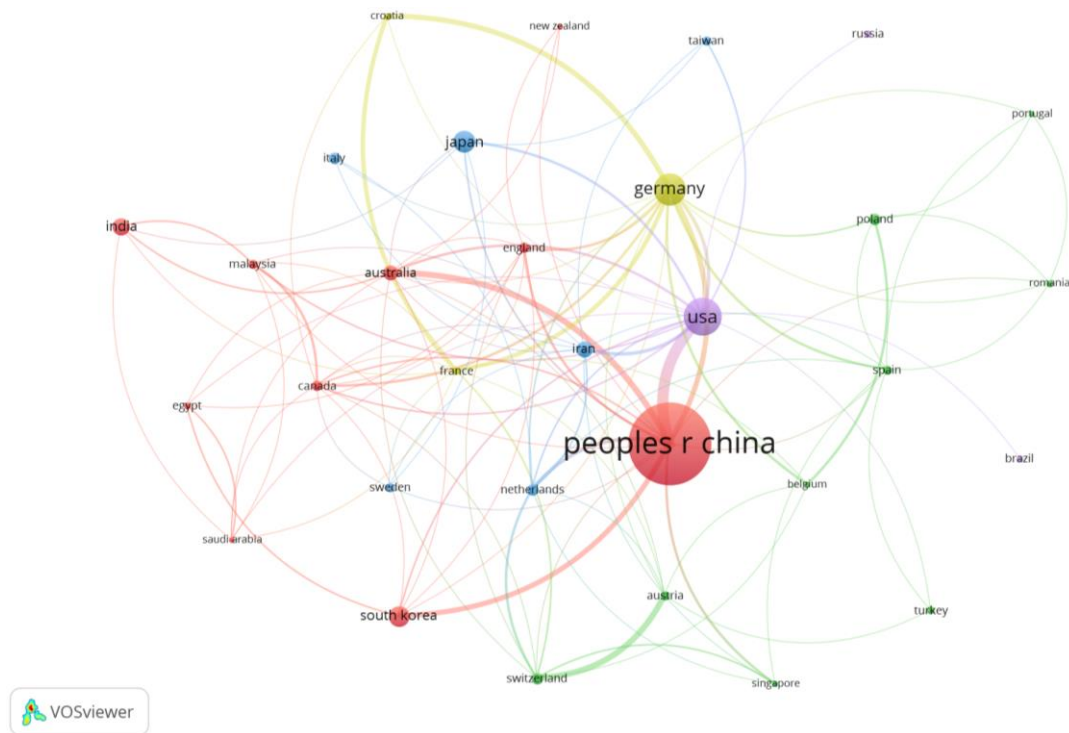 croatia
new zealand
russia
taiwan
portugal
japan
italy
germany
poland
india
england
malaysia
australia
romania
usa
iran
france
spain
canada
egypt
peoples r china
brazil
belgium
sweden
netherlands
saudi arabia
austria
turkey
south korea
switzerland
singapore
VOSviewer